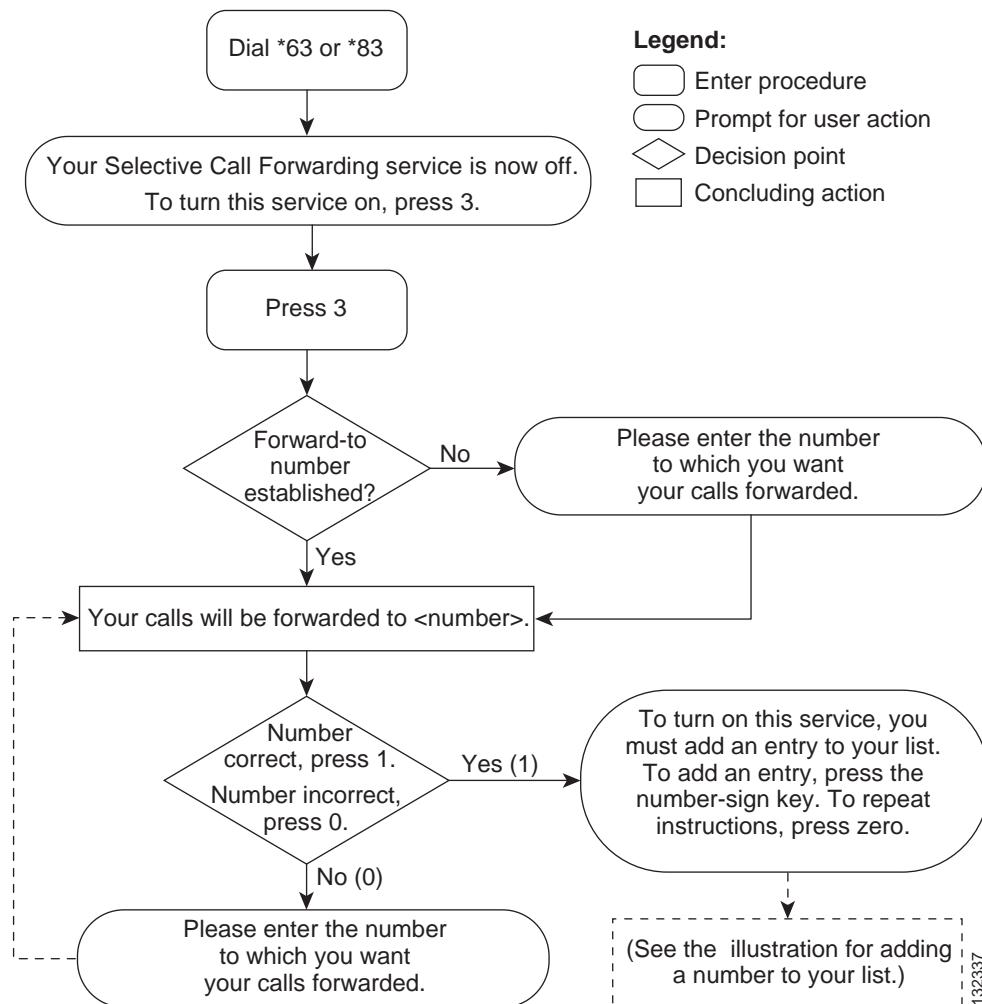 Dial *63 or *83
Legend:
Enter procedure
Prompt for user action
Decision point
Concluding action
Your Selective Call Forwarding service is now off.
To turn this service on, press 3.
Press 3
Forward-to
number
established?
No
Please enter the number
to which you want
your calls forwarded.
Yes
Your calls will be forwarded to <number>.
Number
correct, press 1.
Number incorrect,
press 0.
Yes (1)
To turn on this service, you
must add an entry to your list.
To add an entry, press the
number-sign key. To repeat
instructions, press zero.
No (0)
Please enter the number
to which you want
your calls forwarded.
(See the illustration for adding
a number to your list.)
132337